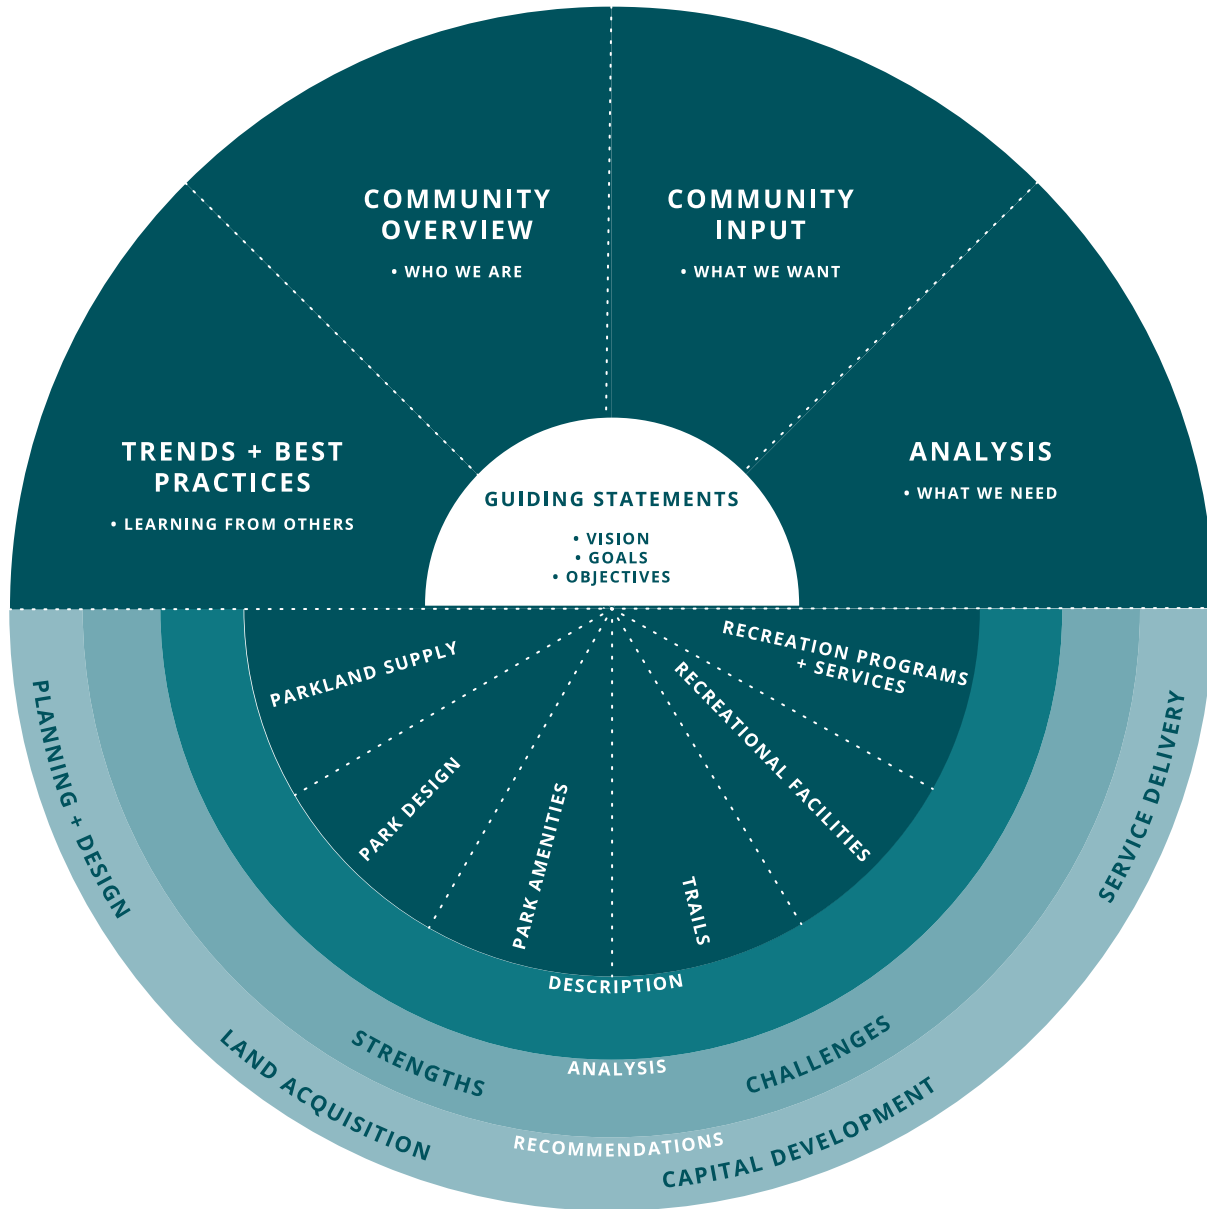 COMMUNITY
OVERVIEW
• WHO WE ARE
COMMUNITY
INPUT
• WHAT WE WANT
TRENDS + BEST
PRACTICES
• LEARNING FROM OTHERS
ANALYSIS
• WHAT WE NEED
GUIDING STATEMENTS
• VISION
• GOALS
• OBJECTIVES
PARKLAND SUPPLY
PARK DESIGN
PARK AMENITIES
TRAILS
RECREATIONAL FACILITIES
RECREATION PROGRAMS
+ SERVICES
DESCRIPTION
STRENGTHS
ANALYSIS
CHALLENGES
PLANNING + DESIGN
LAND ACQUISITION
RECOMMENDATIONS
CAPITAL DEVELOPMENT
SERVICE DELIVERY